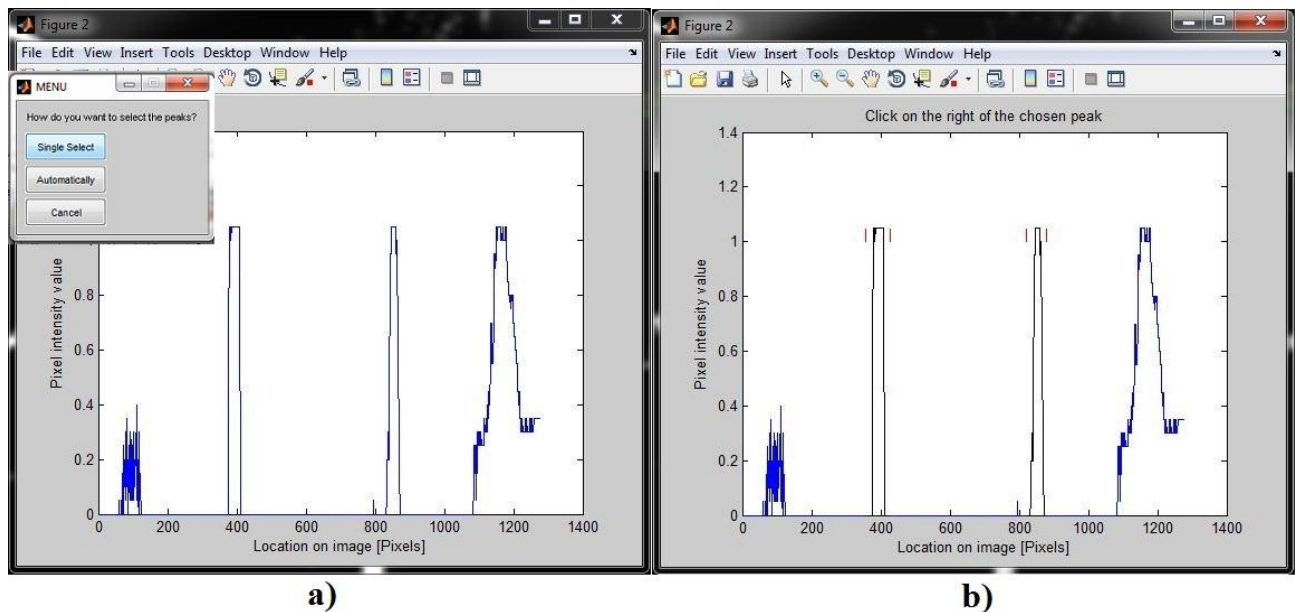 Figure 2
File Edit View Insert Tools Desktop Window Help
MENU
How do you want to select the peaks?
Single Select
Automatically
Cancel
0.8
0.6
0.4
0.2
0
Pixel intensity value
0 200 400 600 800 1000 1200 1400
Location on image [Pixels]
a)
Figure 2
File Edit View Insert Tools Desktop Window Help
Click on the right of the chosen peak
1.4
1.2
1
0.8
0.6
0.4
0.2
0
Pixel intensity value
0 200 400 600 800 1000 1200 1400
Location on image [Pixels]
b)